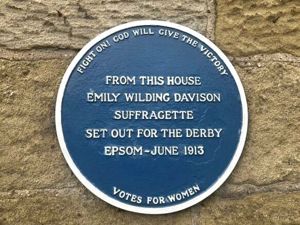 FIGHT ON! GOD WILL GIVE THE VICTORY
FROM THIS HOUSE
EMILY WILDING DAVISON
SUFFRAGETTE
SET OUT FOR THE DERBY
EPSOM-JUNE 1913
VOTES FOR WOMEN